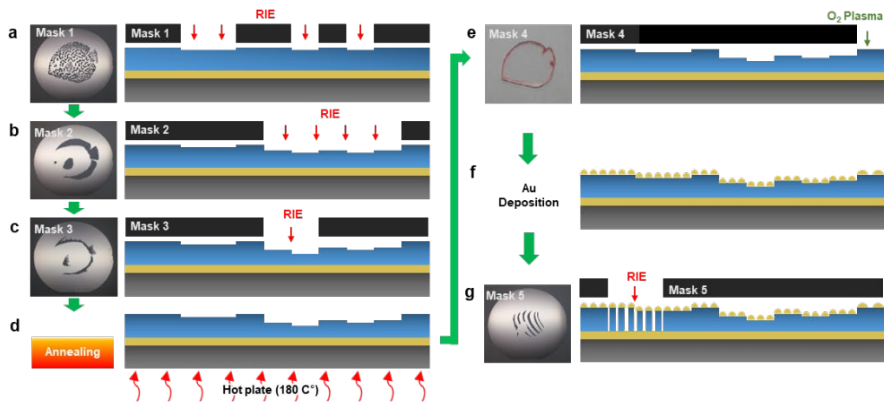 a
Mask 1
Mask 1
RIE
b
Mask 2
Mask 2
RIE
c
Mask 3
Mask 3
RIE
d
Annealing
Hot plate (180 C°)
e
Mask 4
Mask 4
O₂ Plasma
f
Au
Deposition
g
Mask 5
RIE
Mask 5